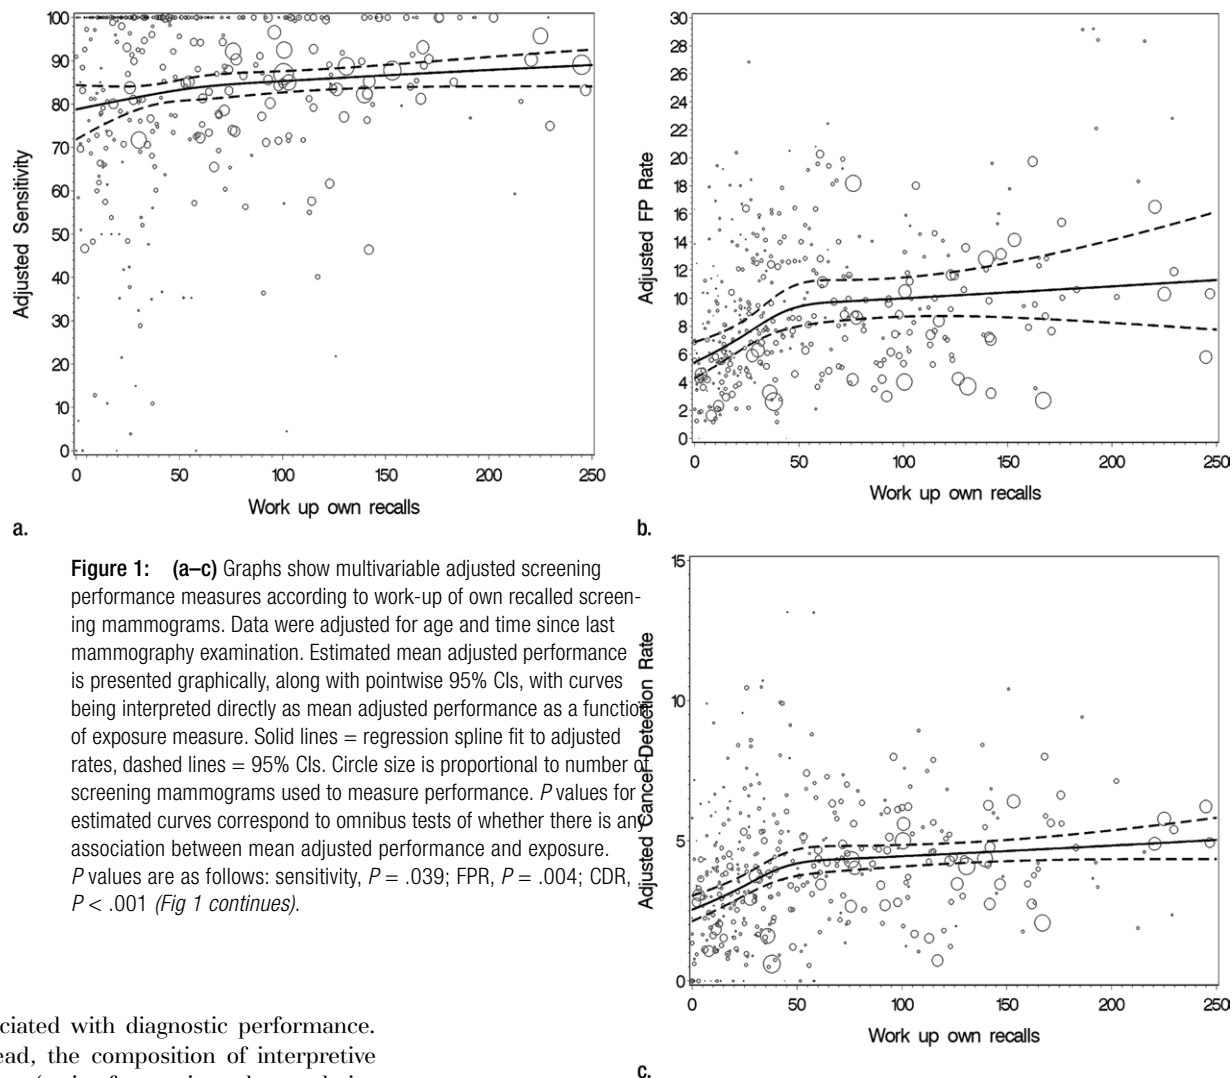 100
90
80
70
60
50
40
30
20
10
0
Adjusted Sensitivity
0 50 100 150 200 250
Work up own recalls
a.
30
28
26
24
22
20
18
16
14
12
10
8
6
4
2
0
Adjusted FP Rate
0 50 100 150 200 250
Work up own recalls
b.
Figure 1: (a–c) Graphs show multivariable adjusted screening
performance measures according to work-up of own recalled screen-
ing mammograms. Data were adjusted for age and time since last
mammography examination. Estimated mean adjusted performance
is presented graphically, along with pointwise 95% CIs, with curves
being interpreted directly as mean adjusted performance as a function
of exposure measure. Solid lines = regression spline fit to adjusted
rates, dashed lines = 95% CIs. Circle size is proportional to number of
screening mammograms used to measure performance. P values for
estimated curves correspond to omnibus tests of whether there is any
association between mean adjusted performance and exposure.
P values are as follows: sensitivity, P = .039; FPR, P = .004; CDR,
P < .001 (Fig 1 continues).
15
10
5
0
Adjusted Cancer Detection Rate
0 50 100 150 200 250
Work up own recalls
c.
ciated with diagnostic performance.
ead, the composition of interpretive